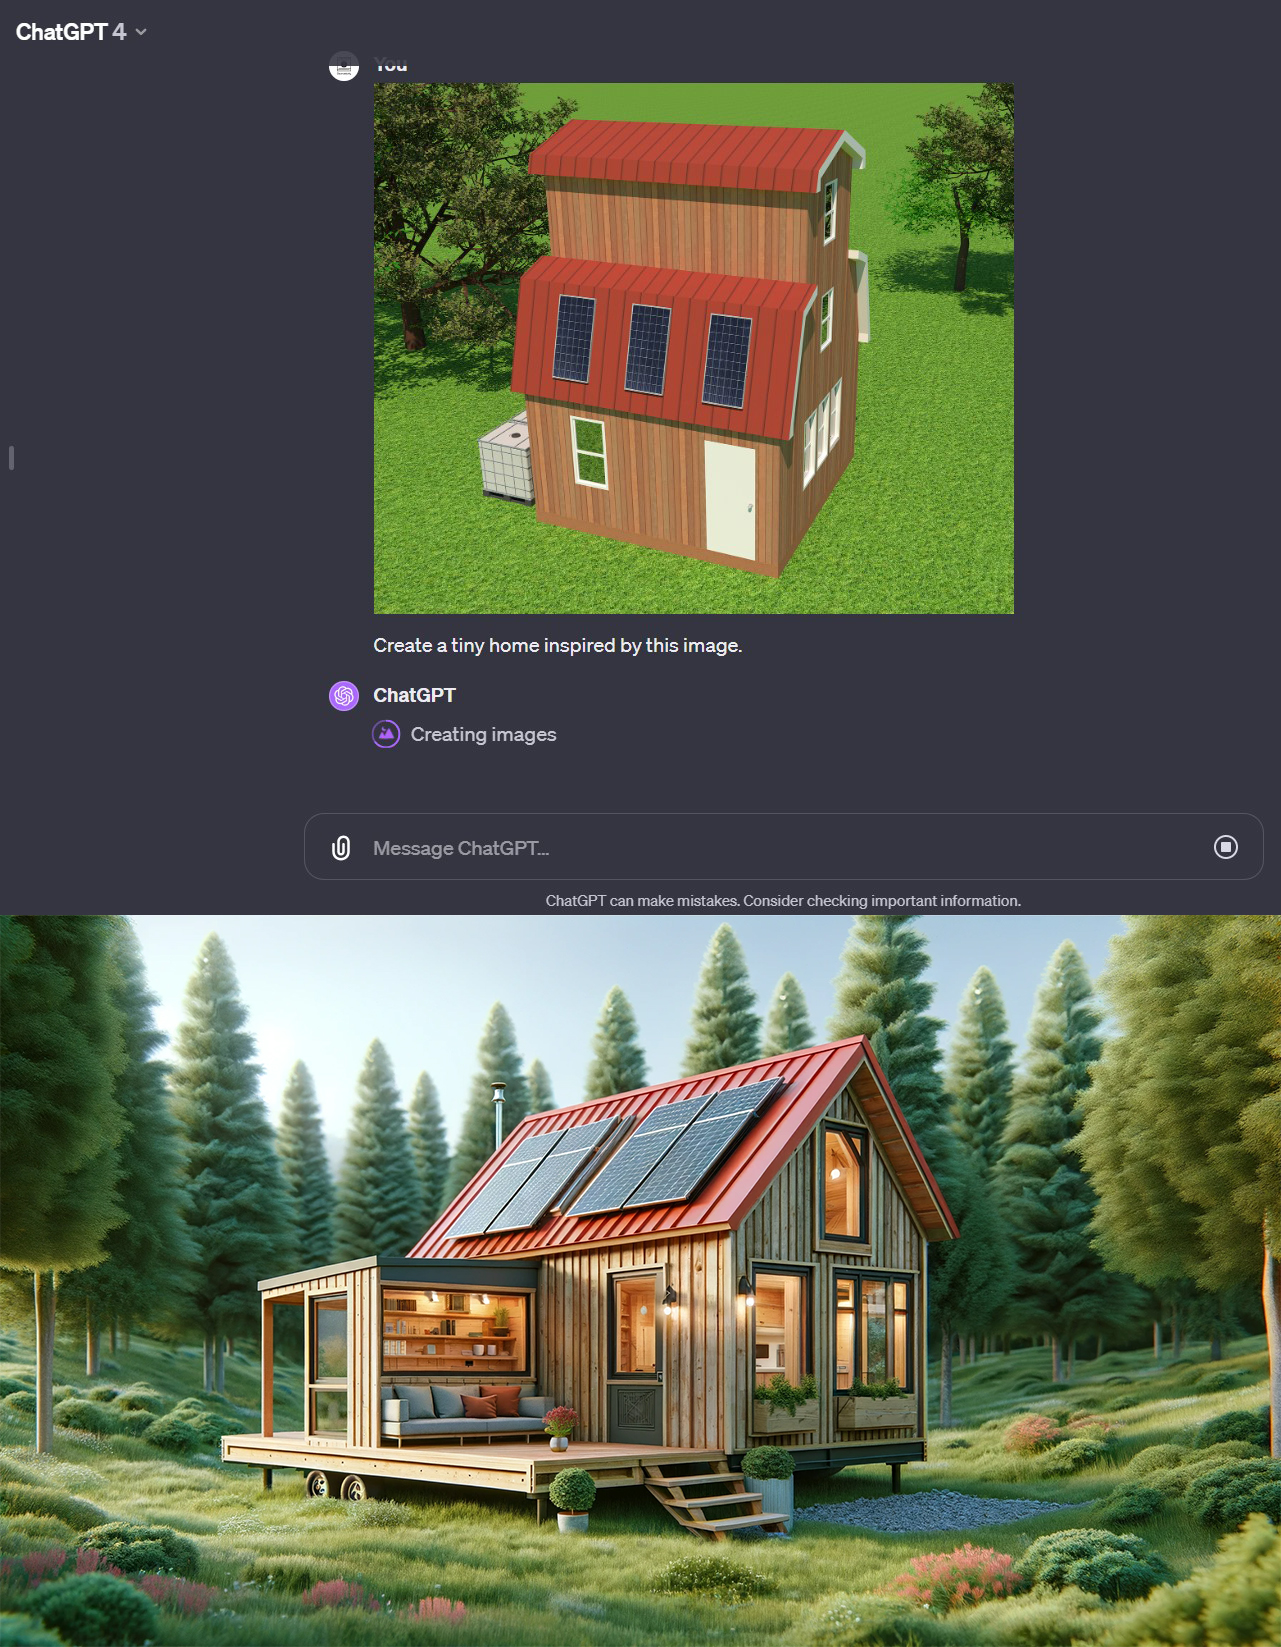 ChatGPT 4
You
Create a tiny home inspired by this image.
ChatGPT
Creating images
Message ChatGPT...
ChatGPT can make mistakes. Consider checking important information.